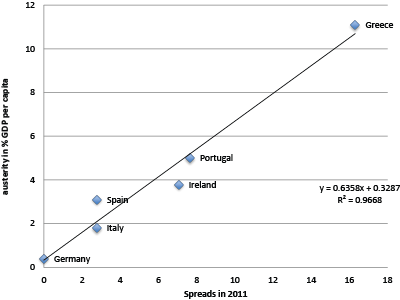 12
10
8
6
4
2
0
austerity in % GDP per capita
Greece
Portugal
Ireland
Spain
Italy
Germany
y = 0.6358x + 0.3287
R² = 0.9668
0 2 4 6 8 10 12 14 16 18
Spreads in 2011